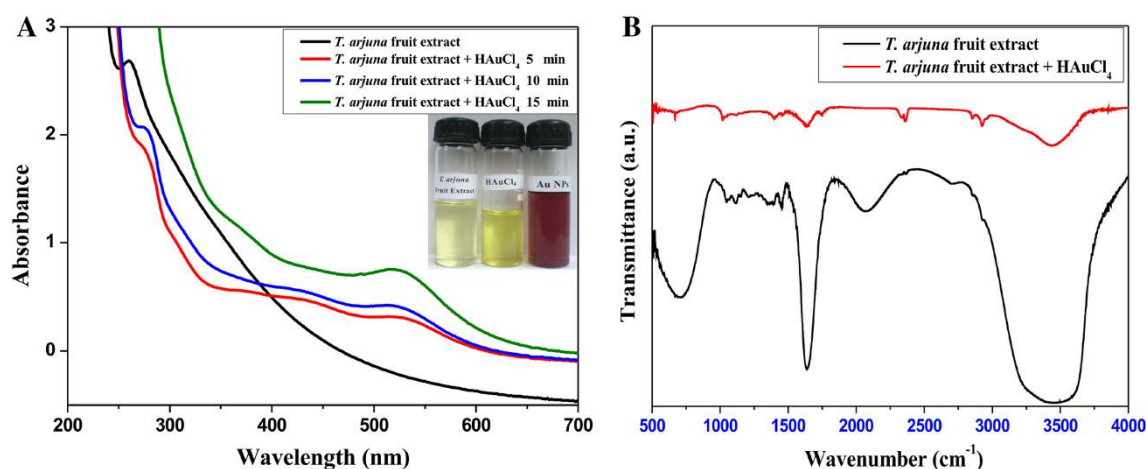 A
3
2
1
0
200
300
400
500
600
700
Absorbance
Wavelength (nm)
T. arjuna fruit extract
T. arjuna fruit extract + HAuCl4 5 min
T. arjuna fruit extract + HAuCl4 10 min
T. arjuna fruit extract + HAuCl4 15 min
T. arjuna
Fruit Extract
HAuCl4
Au NPs
B
T. arjuna fruit extract
T. arjuna fruit extract + HAuCl4
Transmittance (a.u.)
500
1000
1500
2000
2500
3000
3500
4000
Wavenumber (cm-1)